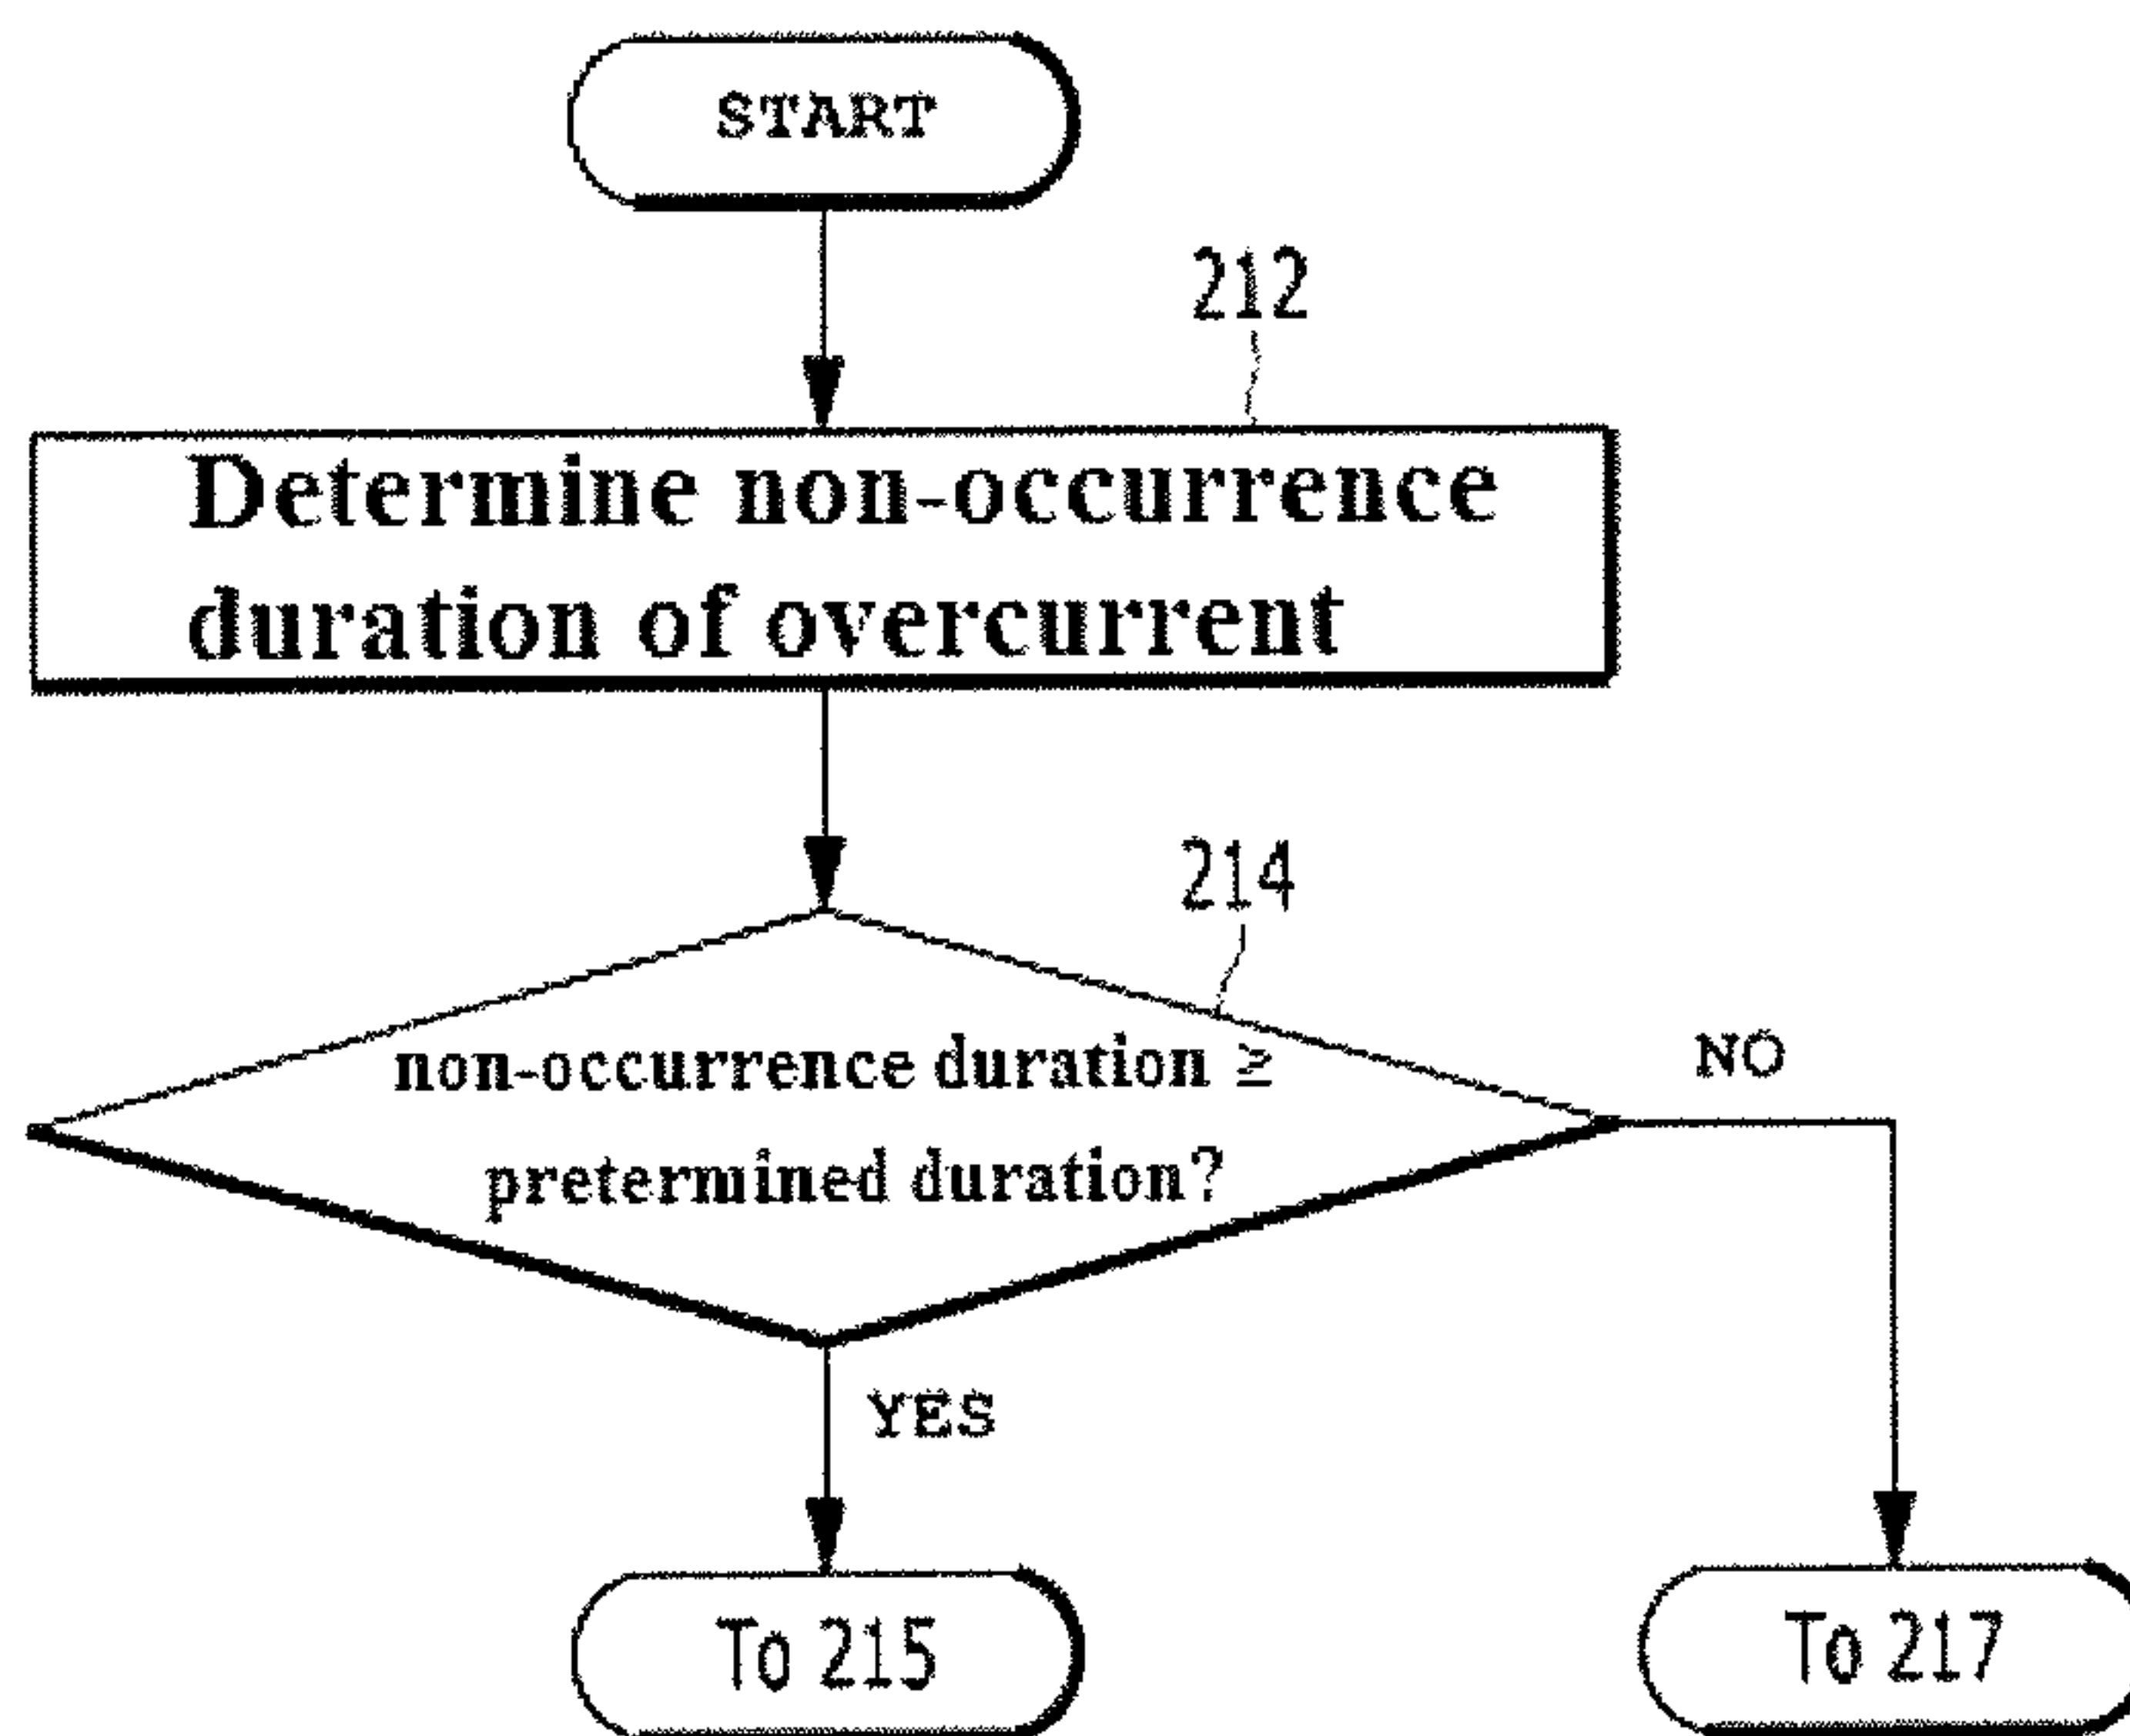 START
212
Determine non-occurrence
duration of overcurrent
214
non-occurrence duration ≥
pretermined duration?
NO
YES
To 215
To 217